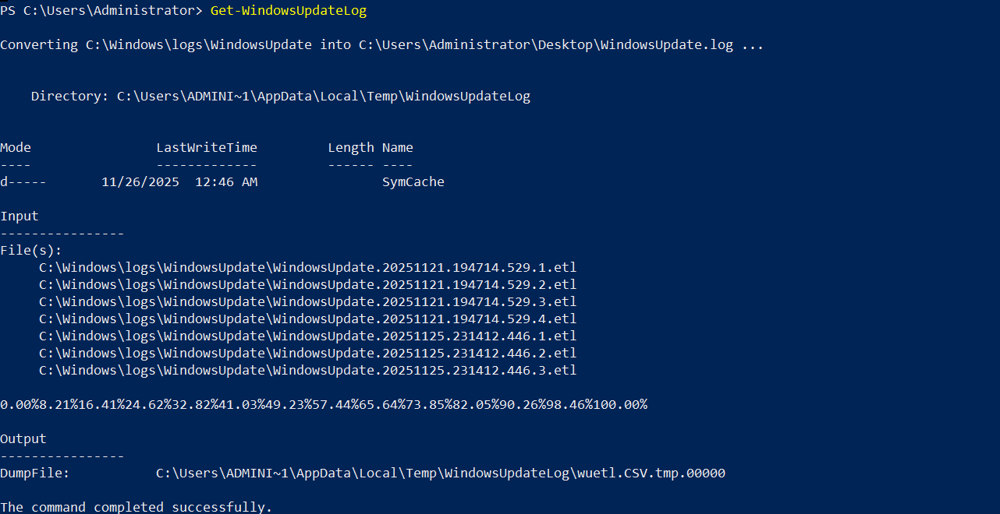 PS C:\Users\Administrator> Get-WindowsUpdateLog
Converting C:\Windows\logs\WindowsUpdate into C:\Users\Administrator\Desktop\WindowsUpdate.log ...
Directory: C:\Users\ADMINI~1\AppData\Local\Temp\WindowsUpdateLog
Mode                LastWriteTime         Length Name
----                -------------         ------ ----
d-----       11/26/2025  12:46 AM                SymCache
Input
----------------
File(s):
C:\Windows\logs\WindowsUpdate\WindowsUpdate.20251121.194714.529.1.etl
C:\Windows\logs\WindowsUpdate\WindowsUpdate.20251121.194714.529.2.etl
C:\Windows\logs\WindowsUpdate\WindowsUpdate.20251121.194714.529.3.etl
C:\Windows\logs\WindowsUpdate\WindowsUpdate.20251121.194714.529.4.etl
C:\Windows\logs\WindowsUpdate\WindowsUpdate.20251125.231412.446.1.etl
C:\Windows\logs\WindowsUpdate\WindowsUpdate.20251125.231412.446.2.etl
C:\Windows\logs\WindowsUpdate\WindowsUpdate.20251125.231412.446.3.etl
0.00%8.21%16.41%24.62%32.82%41.03%49.23%57.44%65.64%73.85%82.05%90.26%98.46%100.00%
Output
----------------
DumpFile:           C:\Users\ADMINI~1\AppData\Local\Temp\WindowsUpdateLog\wuetl.CSV.tmp.00000
The command completed successfully.